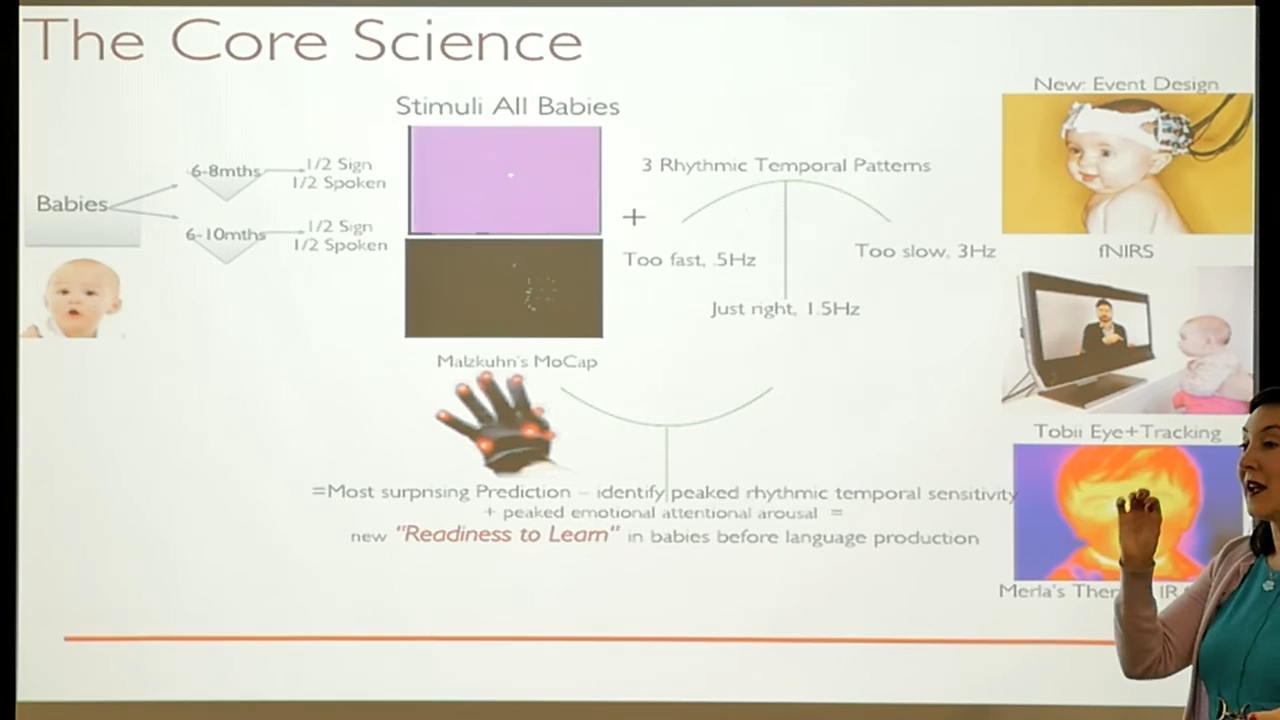 The Core Science
Stimuli All Babies
New: Event Design
Babies
6-8mths
1/2 Sign
1/2 Spoken
6-10mths
1/2 Sign
1/2 Spoken
+
3 Rhythmic Temporal Patterns
Too fast, .5Hz
Just right, 1.5Hz
Too slow, 3Hz
fNIRS
Malzkuhn's MoCap
Tobii Eye+Tracking
=Most surprising Prediction – identify peaked rhythmic temporal sensitivity
+ peaked emotional attentional arousal =
new "Readiness to Learn" in babies before language production
Merla's IR